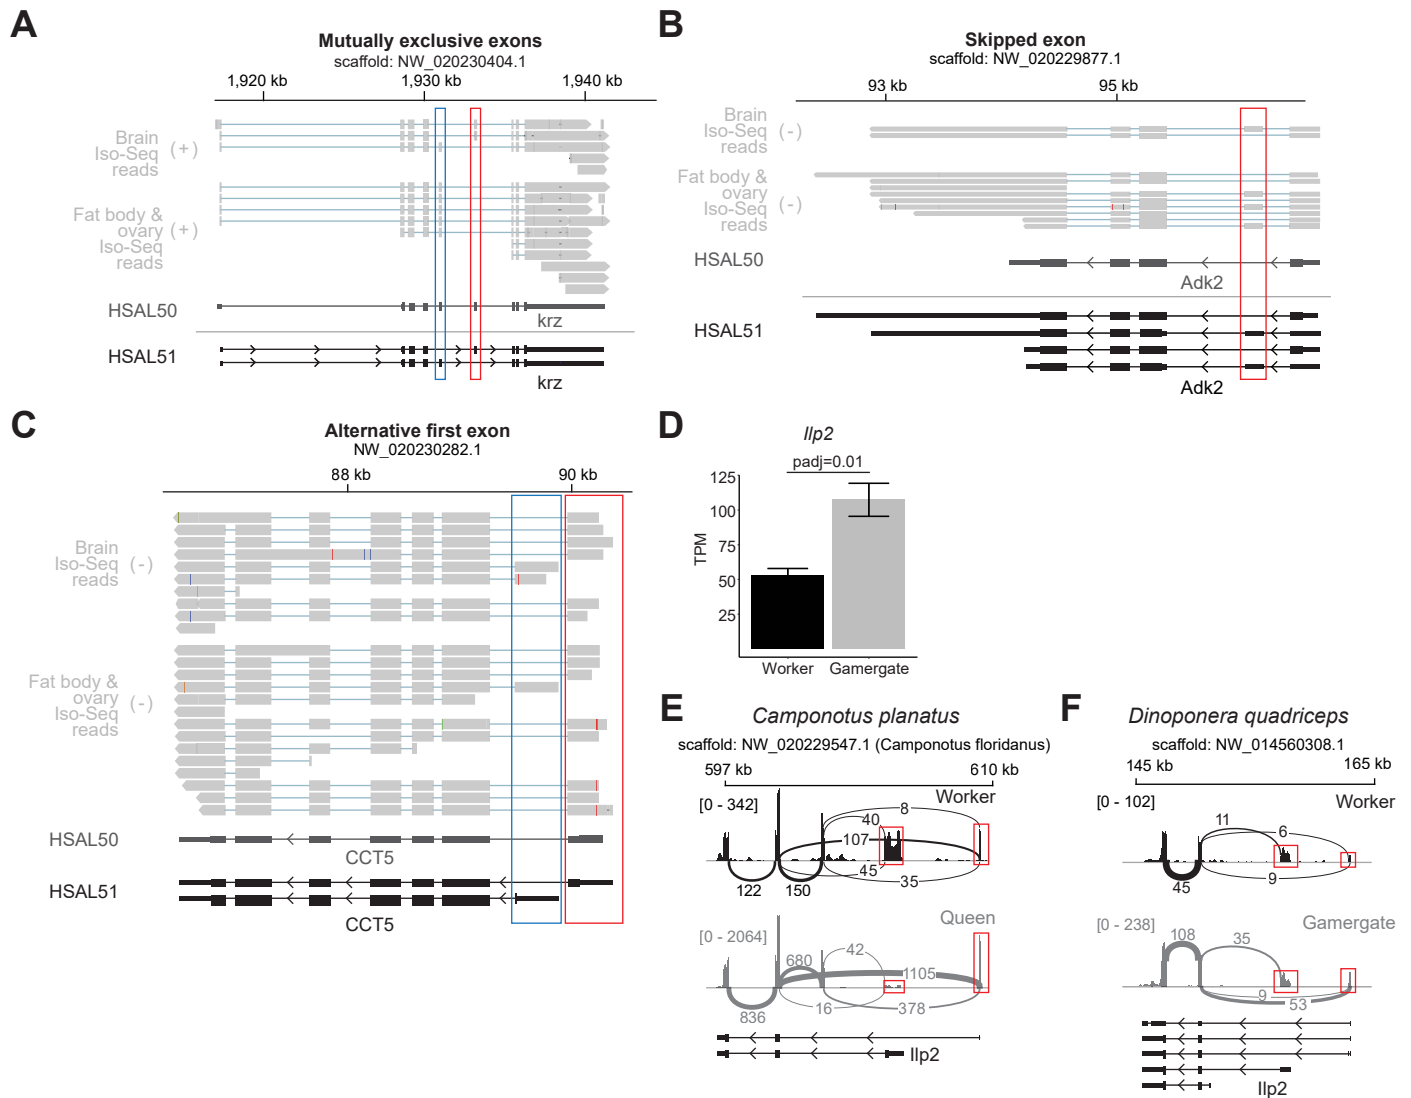 A
Mutually exclusive exons
scaffold: NW_020230404.1
1,920 kb
1,930 kb
1,940 kb
Brain
Iso-Seq
reads
(+)
Fat body &
ovary
Iso-Seq
reads
(+)
HSAL50
krz
HSAL51
krz
B
Skipped exon
scaffold: NW_020229877.1
93 kb
95 kb
Brain
Iso-Seq
reads
(-)
Fat body &
ovary
Iso-Seq
reads
(-)
HSAL50
Adk2
HSAL51
Adk2
C
Alternative first exon
NW_020230282.1
88 kb
90 kb
Brain
Iso-Seq
reads
(-)
Fat body &
ovary
Iso-Seq
reads
(-)
HSAL50
CCT5
HSAL51
CCT5
D
Ilp2
padj=0.01
TPM
125
100
75
50
25
Worker
Gamergate
E
Camponotus planatus
scaffold: NW_020229547.1 (Camponotus floridanus)
597 kb
610 kb
Worker
[0 - 342]
8
40
107
45
35
122
150
Queen
[0 - 2064]
42
680
1105
16
378
836
Ilp2
F
Dinoponera quadriceps
scaffold: NW_014560308.1
145 kb
165 kb
[0 - 102]
Worker
11
6
9
45
[0 - 238]
Gamergate
108
35
9
53
Ilp2